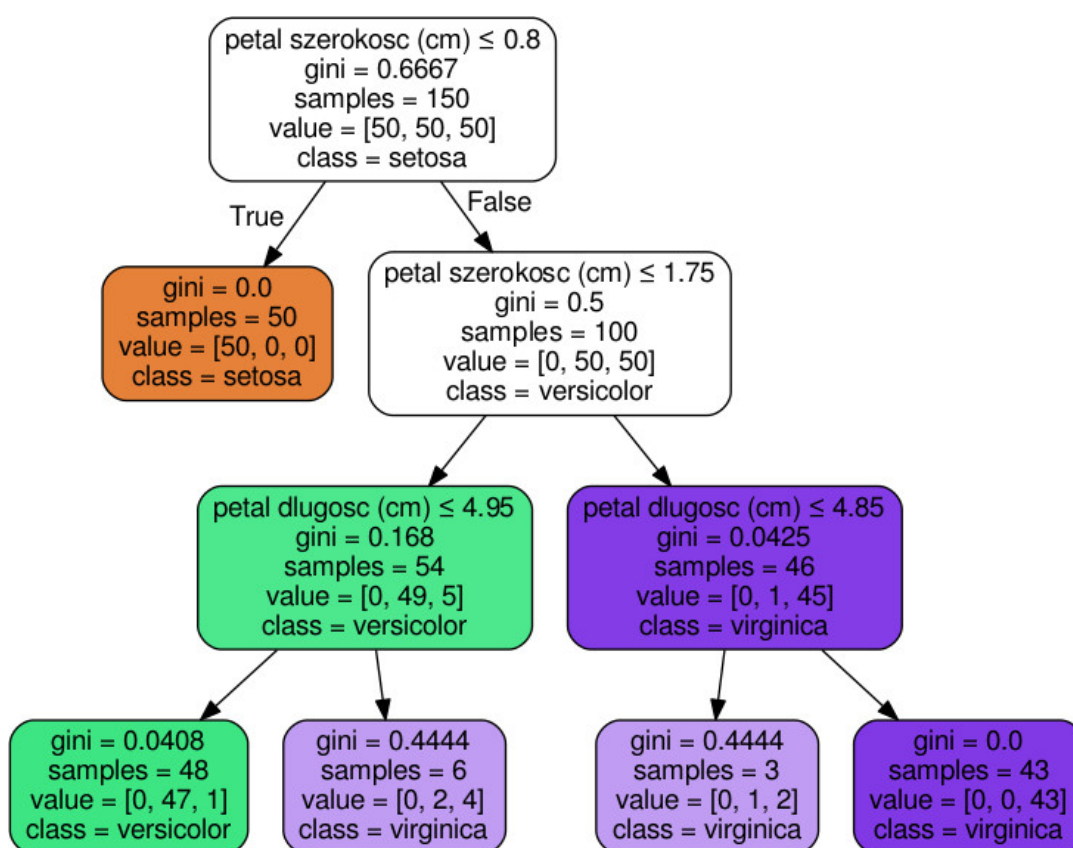 petal szerokosc (cm) ≤ 0.8
gini = 0.6667
samples = 150
value = [50, 50, 50]
class = setosa
True
False
gini = 0.0
samples = 50
value = [50, 0, 0]
class = setosa
petal szerokosc (cm) ≤ 1.75
gini = 0.5
samples = 100
value = [0, 50, 50]
class = versicolor
petal dlugosc (cm) ≤ 4.95
gini = 0.168
samples = 54
value = [0, 49, 5]
class = versicolor
petal dlugosc (cm) ≤ 4.85
gini = 0.0425
samples = 46
value = [0, 1, 45]
class = virginica
gini = 0.0408
samples = 48
value = [0, 47, 1]
class = versicolor
gini = 0.4444
samples = 6
value = [0, 2, 4]
class = virginica
gini = 0.4444
samples = 3
value = [0, 1, 2]
class = virginica
gini = 0.0
samples = 43
value = [0, 0, 43]
class = virginica